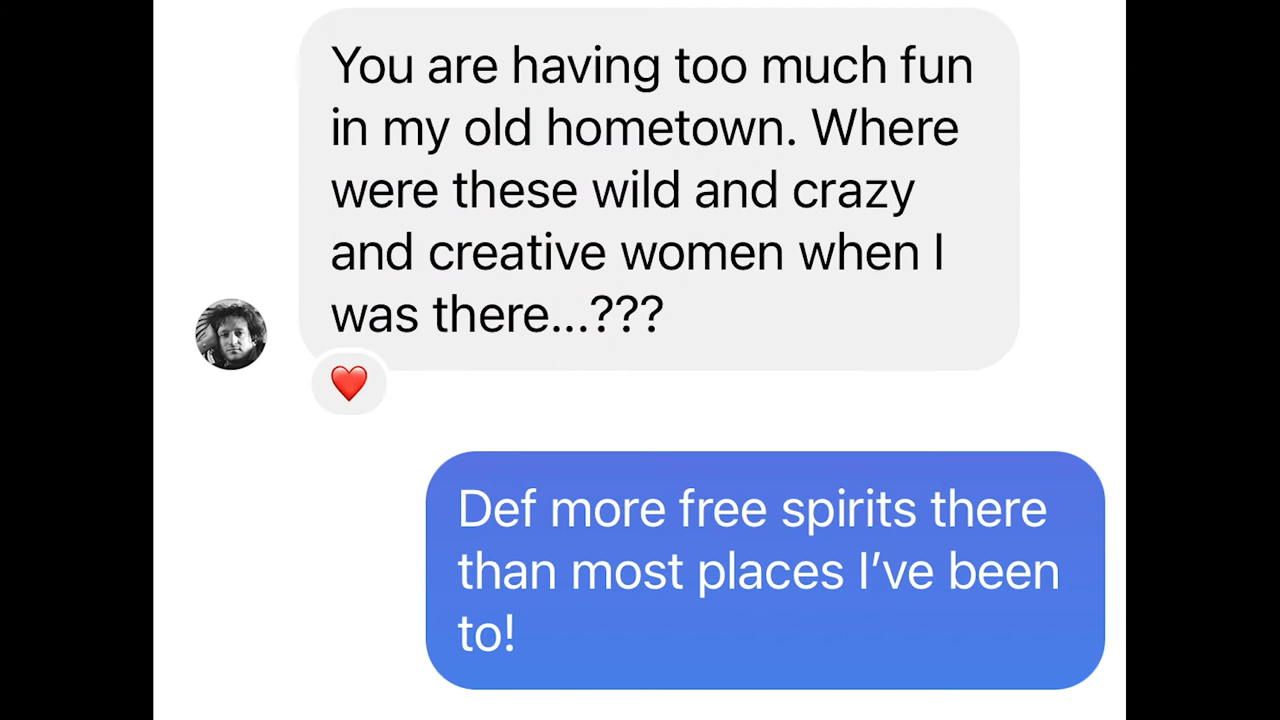 You are having too much fun
in my old hometown. Where
were these wild and crazy
and creative women when I
was there...???
Def more free spirits there
than most places I’ve been
to!